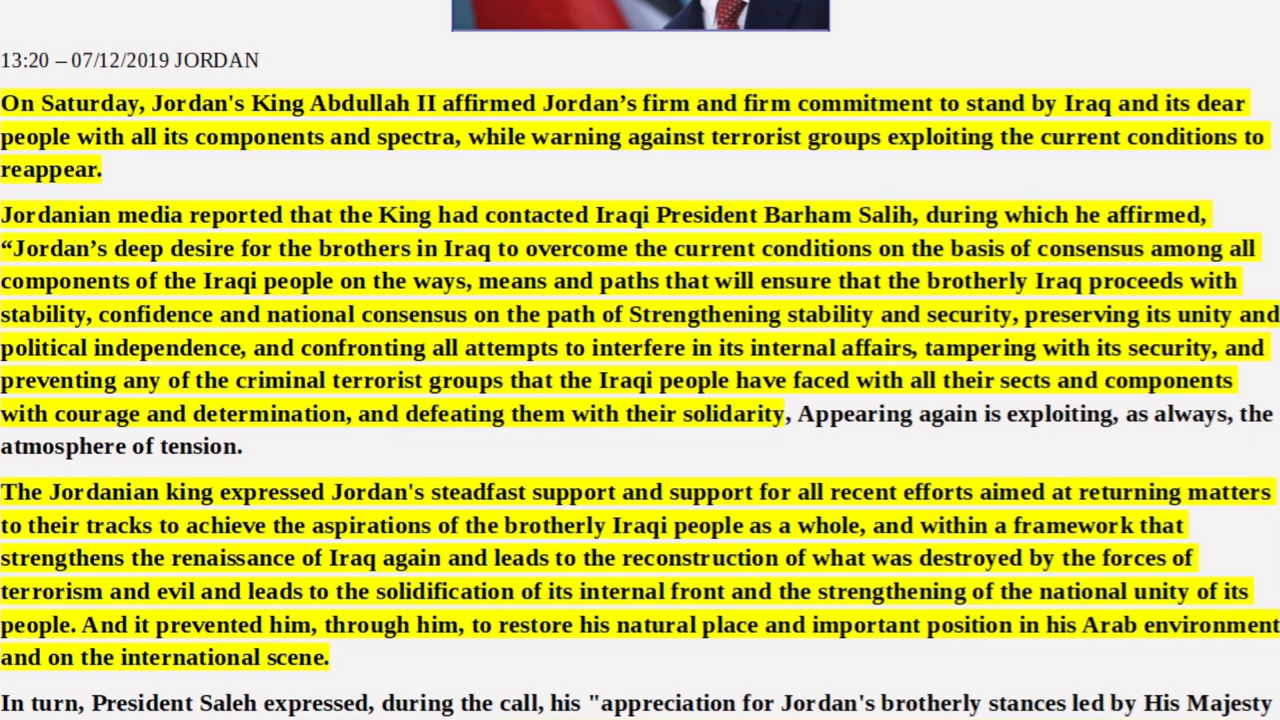 13:20 – 07/12/2019 JORDAN
On Saturday, Jordan's King Abdullah II affirmed Jordan’s firm and firm commitment to stand by Iraq and its dear
people with all its components and spectra, while warning against terrorist groups exploiting the current conditions to
reappear.
Jordanian media reported that the King had contacted Iraqi President Barham Salih, during which he affirmed,
“Jordan’s deep desire for the brothers in Iraq to overcome the current conditions on the basis of consensus among all
components of the Iraqi people on the ways, means and paths that will ensure that the brotherly Iraq proceeds with
stability, confidence and national consensus on the path of Strengthening stability and security, preserving its unity and
political independence, and confronting all attempts to interfere in its internal affairs, tampering with its security, and
preventing any of the criminal terrorist groups that the Iraqi people have faced with all their sects and components
with courage and determination, and defeating them with their solidarity, Appearing again is exploiting, as always, the
atmosphere of tension.
The Jordanian king expressed Jordan's steadfast support and support for all recent efforts aimed at returning matters
to their tracks to achieve the aspirations of the brotherly Iraqi people as a whole, and within a framework that
strengthens the renaissance of Iraq again and leads to the reconstruction of what was destroyed by the forces of
terrorism and evil and leads to the solidification of its internal front and the strengthening of the national unity of its
people. And it prevented him, through him, to restore his natural place and important position in his Arab environment
and on the international scene.
In turn, President Saleh expressed, during the call, his "appreciation for Jordan's brotherly stances led by His Majesty